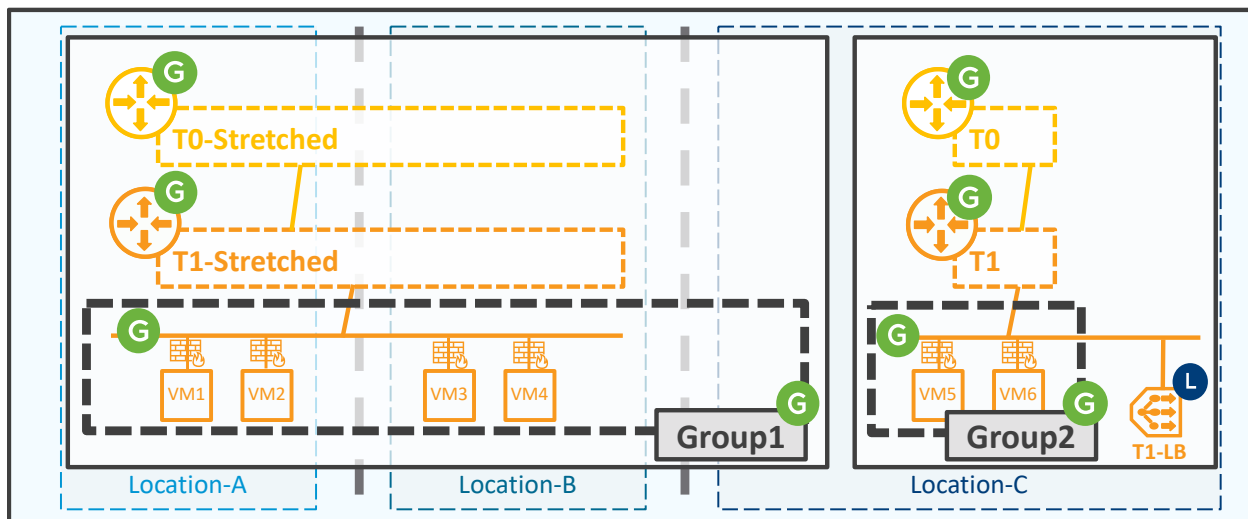 G
G
T0-Stretched
T0
G
G
T1-Stretched
T1
G
G
VM1
VM2
VM3
VM4
VM5
VM6
L
G
G
Group1
Group2
T1-LB
Location-A
Location-B
Location-C